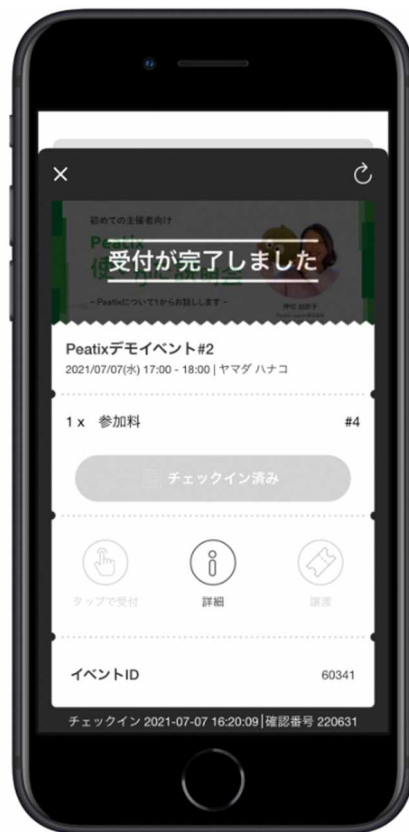 初めての主催者向け
Peatix
受付が完了しました
– Peatixについて1からお話しします –
Peatixデモイベント#2
2021/07/07(水) 17:00 - 18:00 | ヤマダ ハナコ
1 x 参加料 #4
チェックイン済み
タップで受付 詳細 譲渡
イベントID 60341
チェックイン 2021-07-07 16:20:09|確認番号 220631